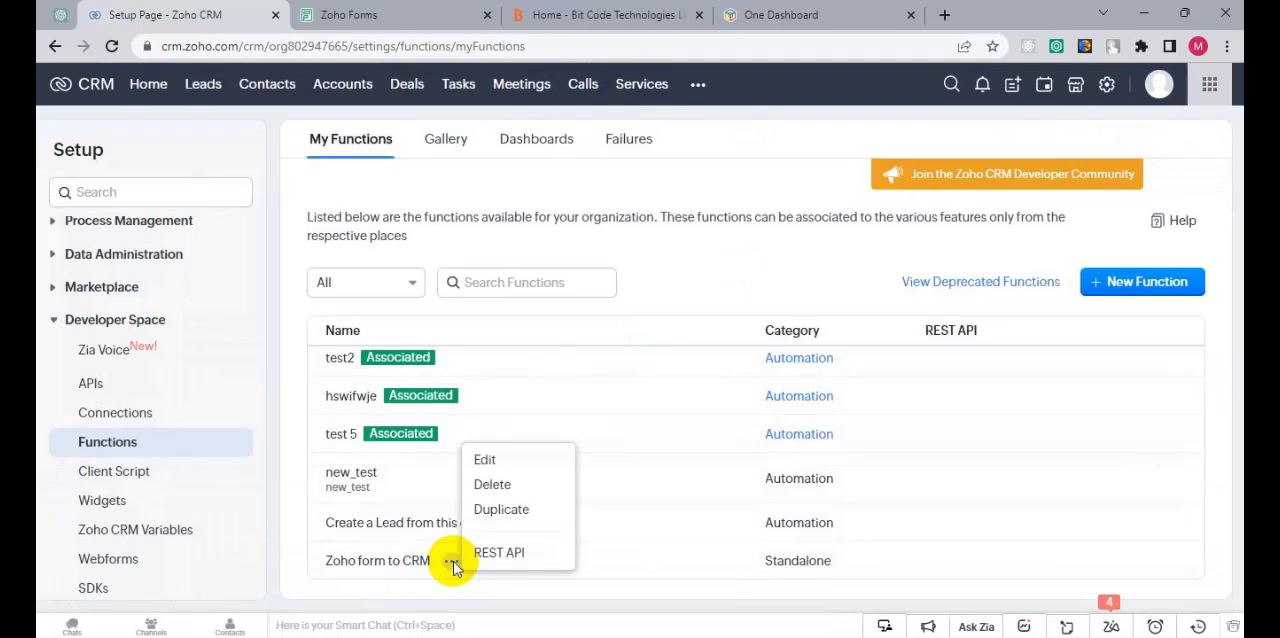 Setup Page - Zoho CRM
Zoho Forms
Home - Bit Code Technologies L
One Dashboard
crm.zoho.com/crm/org802947665/settings/functions/myFunctions
M
CRM Home Leads Contacts Accounts Deals Tasks Meetings Calls Services
Setup
Search
Process Management
Data Administration
Marketplace
Developer Space
Zia Voice New!
APIs
Connections
Functions
Client Script
Widgets
Zoho CRM Variables
Webforms
SDKs
My Functions Gallery Dashboards Failures
Join the Zoho CRM Developer Community
Listed below are the functions available for your organization. These functions can be associated to the various features only from the
respective places
Help
All
Search Functions
View Deprecated Functions
+ New Function
Name Category REST API
test2 Associated Automation
hswifwje Associated Automation
test 5 Associated Automation
new_test Automation
new_test
Create a Lead from this Automation
Zoho form to CRM Standalone
Edit
Delete
Duplicate
REST API
Chats
Channels
Contacts
Here is your Smart Chat (Ctrl+Space)
Ask Zia
4